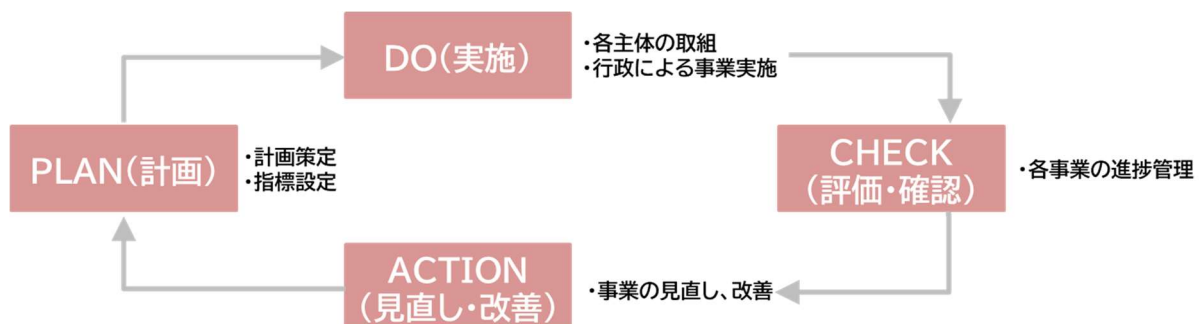 DO(実施)
・各主体の取組
・行政による事業実施
PLAN(計画)
・計画策定
・指標設定
CHECK
(評価・確認)
・各事業の進捗管理
ACTION
(見直し・改善)
・事業の見直し、改善